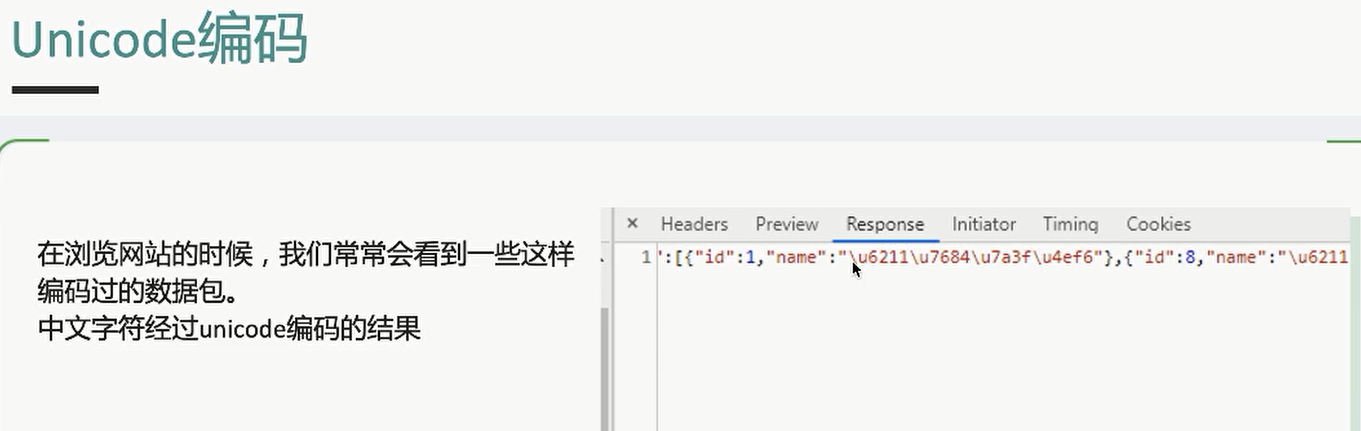 Unicode编码
在浏览网站的时候，我们常常会看到一些这样
编码过的数据包。
中文字符经过unicode编码的结果
× Headers Preview Response Initiator Timing Cookies
1 ":[{"id":1,"name":"\u6211\u7684\u7a3f\u4ef6"},{"id":8,"name":"\u6211